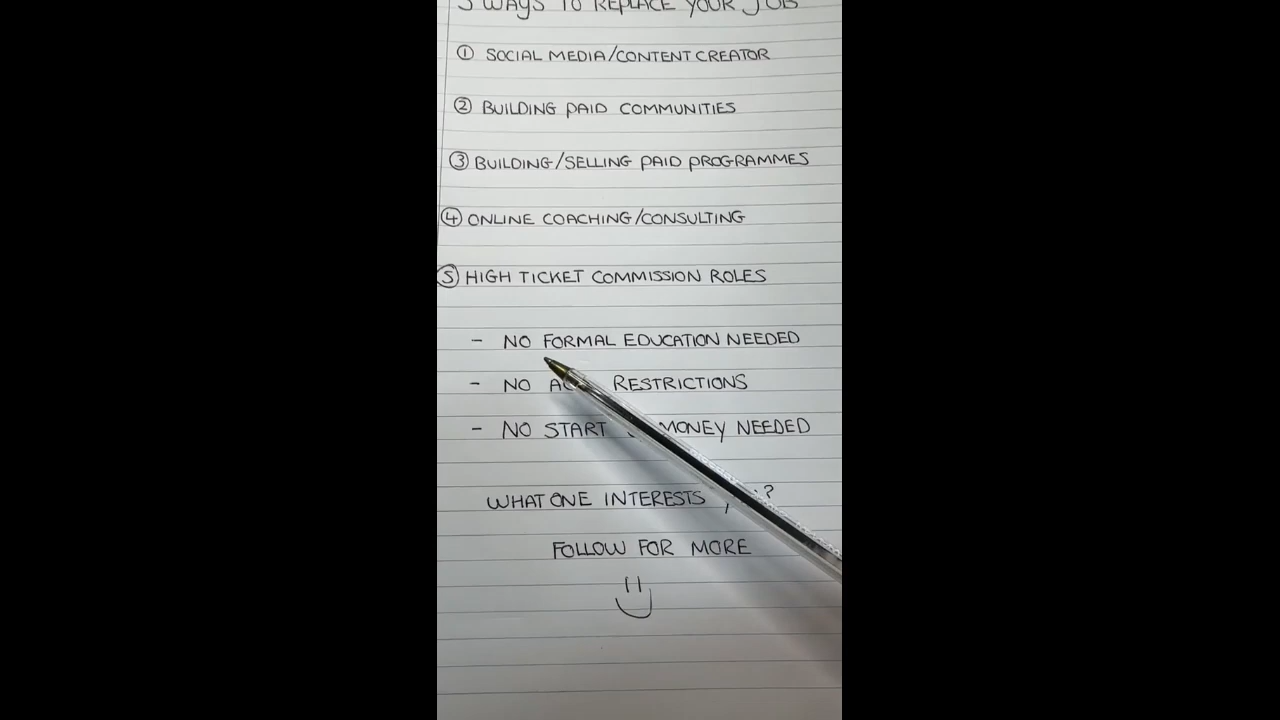 5 WAYS TO REPLACE YOUR JOB
① SOCIAL MEDIA/CONTENT CREATOR
② BUILDING PAID COMMUNITIES
③ BUILDING/SELLING PAID PROGRAMMES
④ ONLINE COACHING/CONSULTING
⑤ HIGH TICKET COMMISSION ROLES
- NO FORMAL EDUCATION NEEDED
- NO RESTRICTIONS
- NO START MONEY NEEDED
WHAT ONE INTERESTS ?
FOLLOW FOR MORE